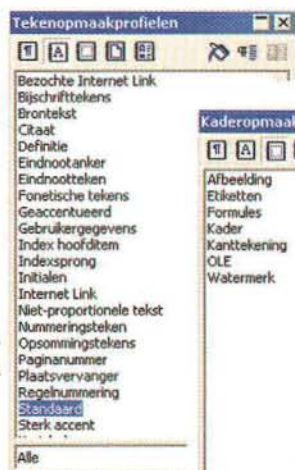 Tekenopmaakprofielen
Bezochte Internet Link
Bijschrifttekens
Brontekst
Citaat
Definitie
Eindnootanker
Eindnootteken
Fonetische tekens
Geaccentueerd
Gebruikergegevens
Index hoofditem
Indexsprong
Initialen
Internet Link
Niet-proportionele tekst
Nummeringsteken
Opsommingstekens
Paginanummer
Plaatsvervanger
Regelnummering
Standaard
Sterk accent
Alle
Kaderopmaak
Afbeelding
Etiketten
Formules
Kader
Kanttekening
OLE
Watermerk